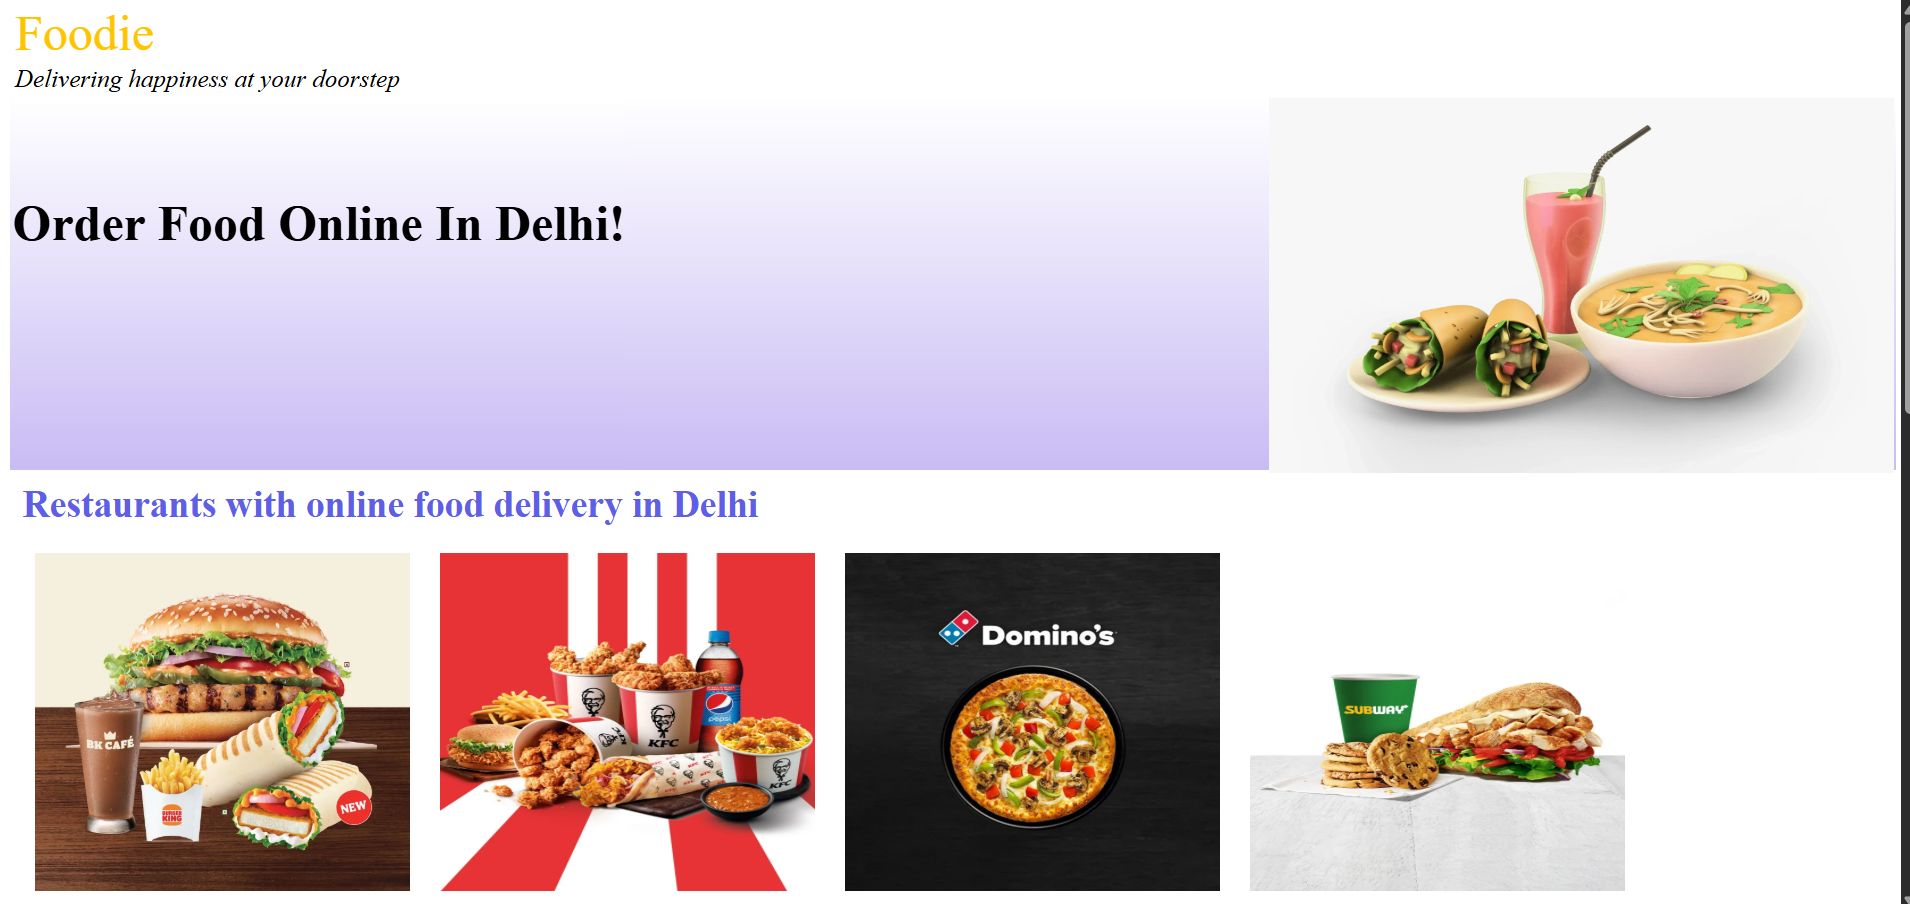 Foodie
Delivering happiness at your doorstep
Order Food Online In Delhi!
Restaurants with online food delivery in Delhi
BK CAFÉ
BURGER KING
NEW
KFC
pepsi
KFC
Domino's
SUBWAY